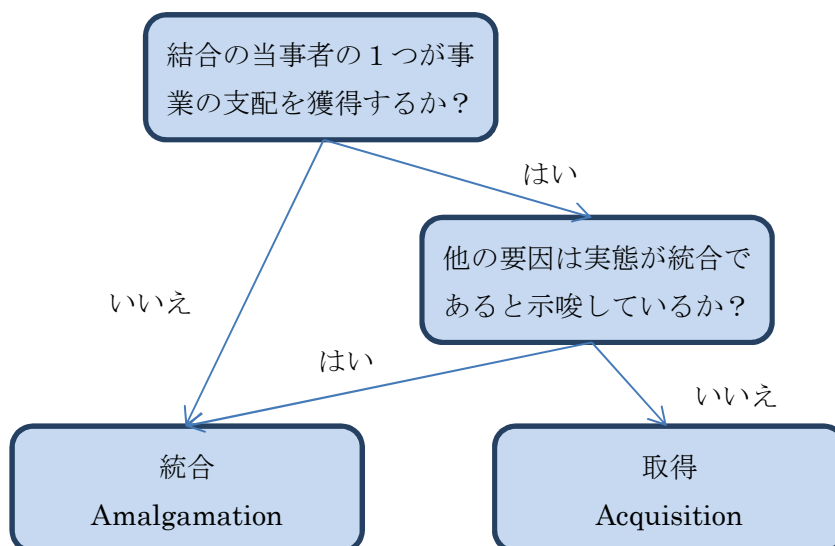 結合の当事者の１つが事
業の支配を獲得するか？
はい
他の要因は実態が統合で
あると示唆しているか？
いいえ
はい
いいえ
統合
Amalgamation
取得
Acquisition